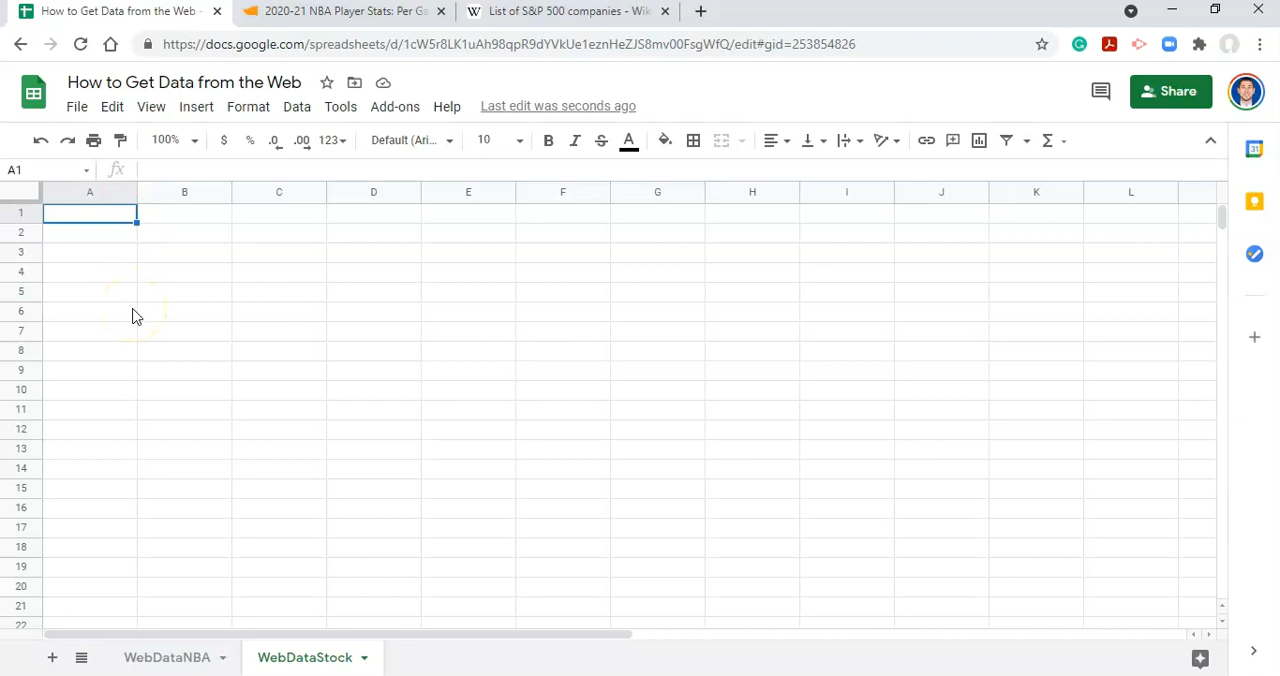 How to Get Data from the Web - 2020-21 NBA Player Stats: Per Ga List of S&P 500 companies - Wiki
https://docs.google.com/spreadsheets/d/1cW5r8LK1uAh98qpR9dYVkUe1eznHeZJS8mv00FsgWfQ/edit#gid=253854826
How to Get Data from the Web
File Edit View Insert Format Data Tools Add-ons Help Last edit was seconds ago Share
100% $ % .0 .00 123 Default (Ari... 10 B I S A Σ
A1 fx
A B C D E F G H I J K L
1
2
3
4
5
6
7
8
9
10
11
12
13
14
15
16
17
18
19
20
21
22
WebDataNBA WebDataStock